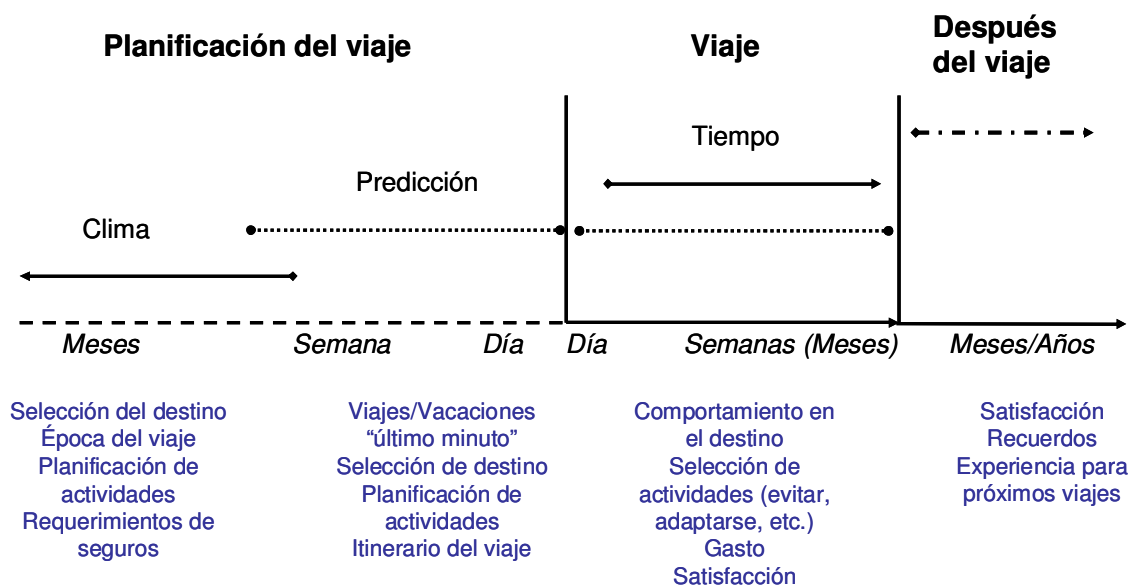 Planificación del viaje
Viaje
Después
del viaje
Tiempo
Predicción
Clima
Meses
Semana
Día
Día
Semanas (Meses)
Meses/Años
Selección del destino
Época del viaje
Planificación de
actividades
Requerimientos de
seguros
Viajes/Vacaciones
“último minuto”
Selección de destino
Planificación de
actividades
Itinerario del viaje
Comportamiento en
el destino
Selección de
actividades (evitar,
adaptarse, etc.)
Gasto
Satisfacción
Satisfacción
Recuerdos
Experiencia para
próximos viajes